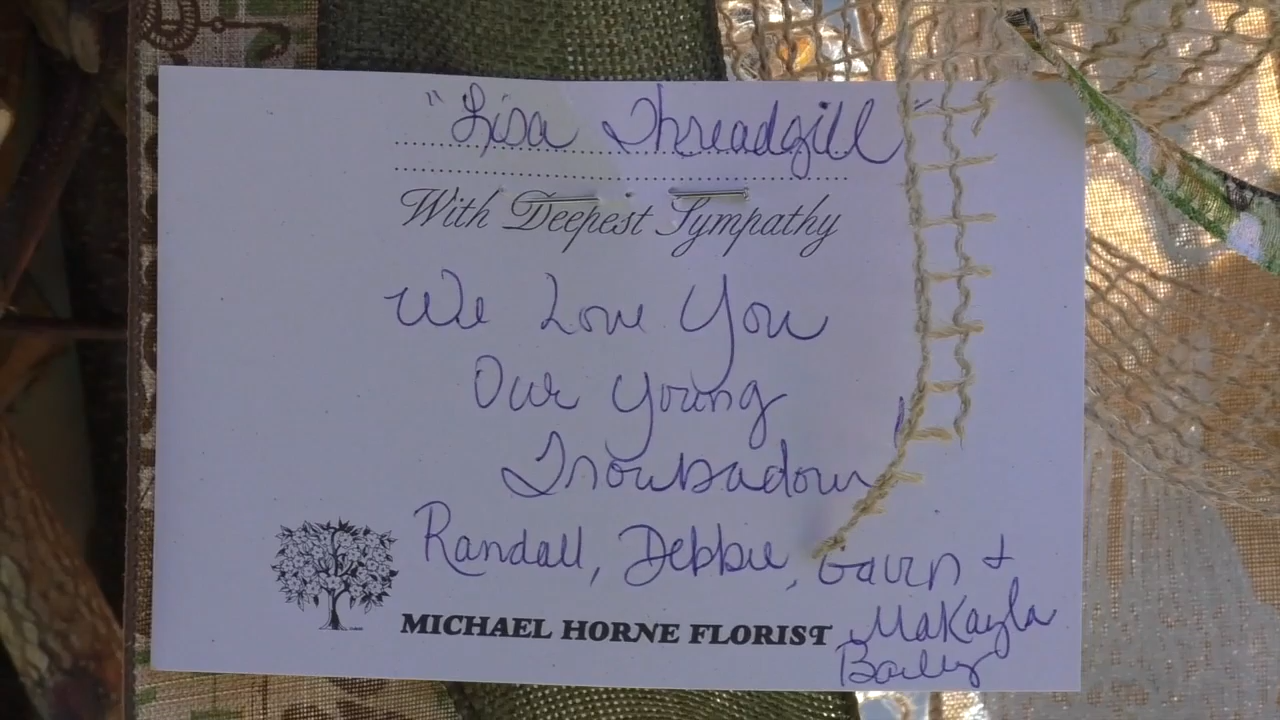 "Lisa Threadgill"
With Deepest Sympathy
We Love You
Our Young
Troubadour
Randall, Debbie, Gavin &
MaKayla
MICHAEL HORNE FLORIST
Bailey